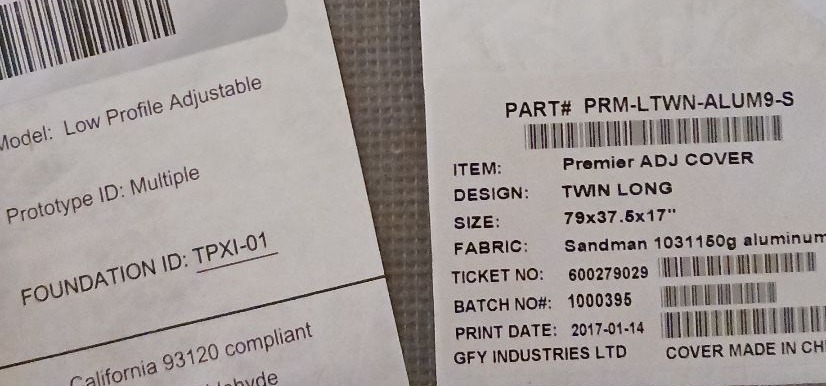 Model: Low Profile Adjustable
Prototype ID: Multiple
FOUNDATION ID: TPXI-01
California 93120 compliant
PART# PRM-LTWN-ALUM9-S
ITEM: Premier ADJ COVER
DESIGN: TWIN LONG
SIZE: 79x37.5x17"
FABRIC: Sandman 1031150g aluminum
TICKET NO: 600279029
BATCH NO#: 1000395
PRINT DATE: 2017-01-14
GFY INDUSTRIES LTD COVER MADE IN CH